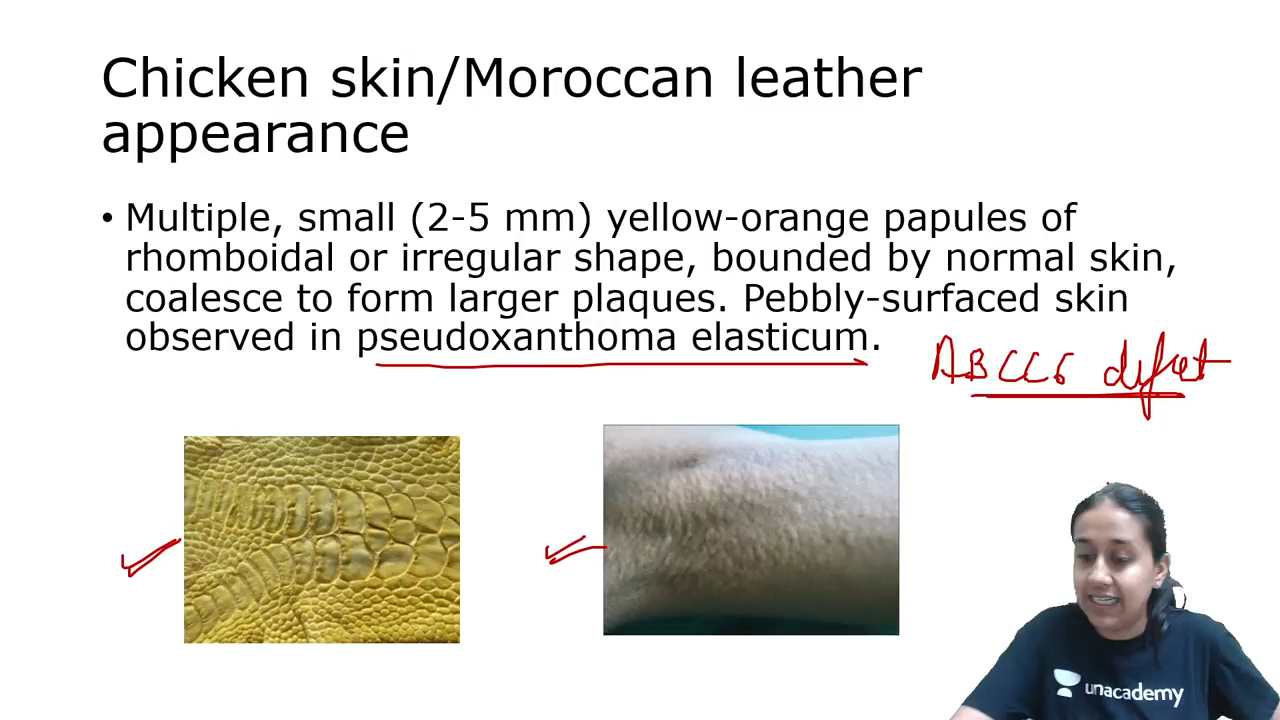 Chicken skin/Moroccan leather
appearance
• Multiple, small (2-5 mm) yellow-orange papules of
rhomboidal or irregular shape, bounded by normal skin,
coalesce to form larger plaques. Pebbly-surfaced skin
observed in pseudoxanthoma elasticum.
ABCC6 defect
unacademy